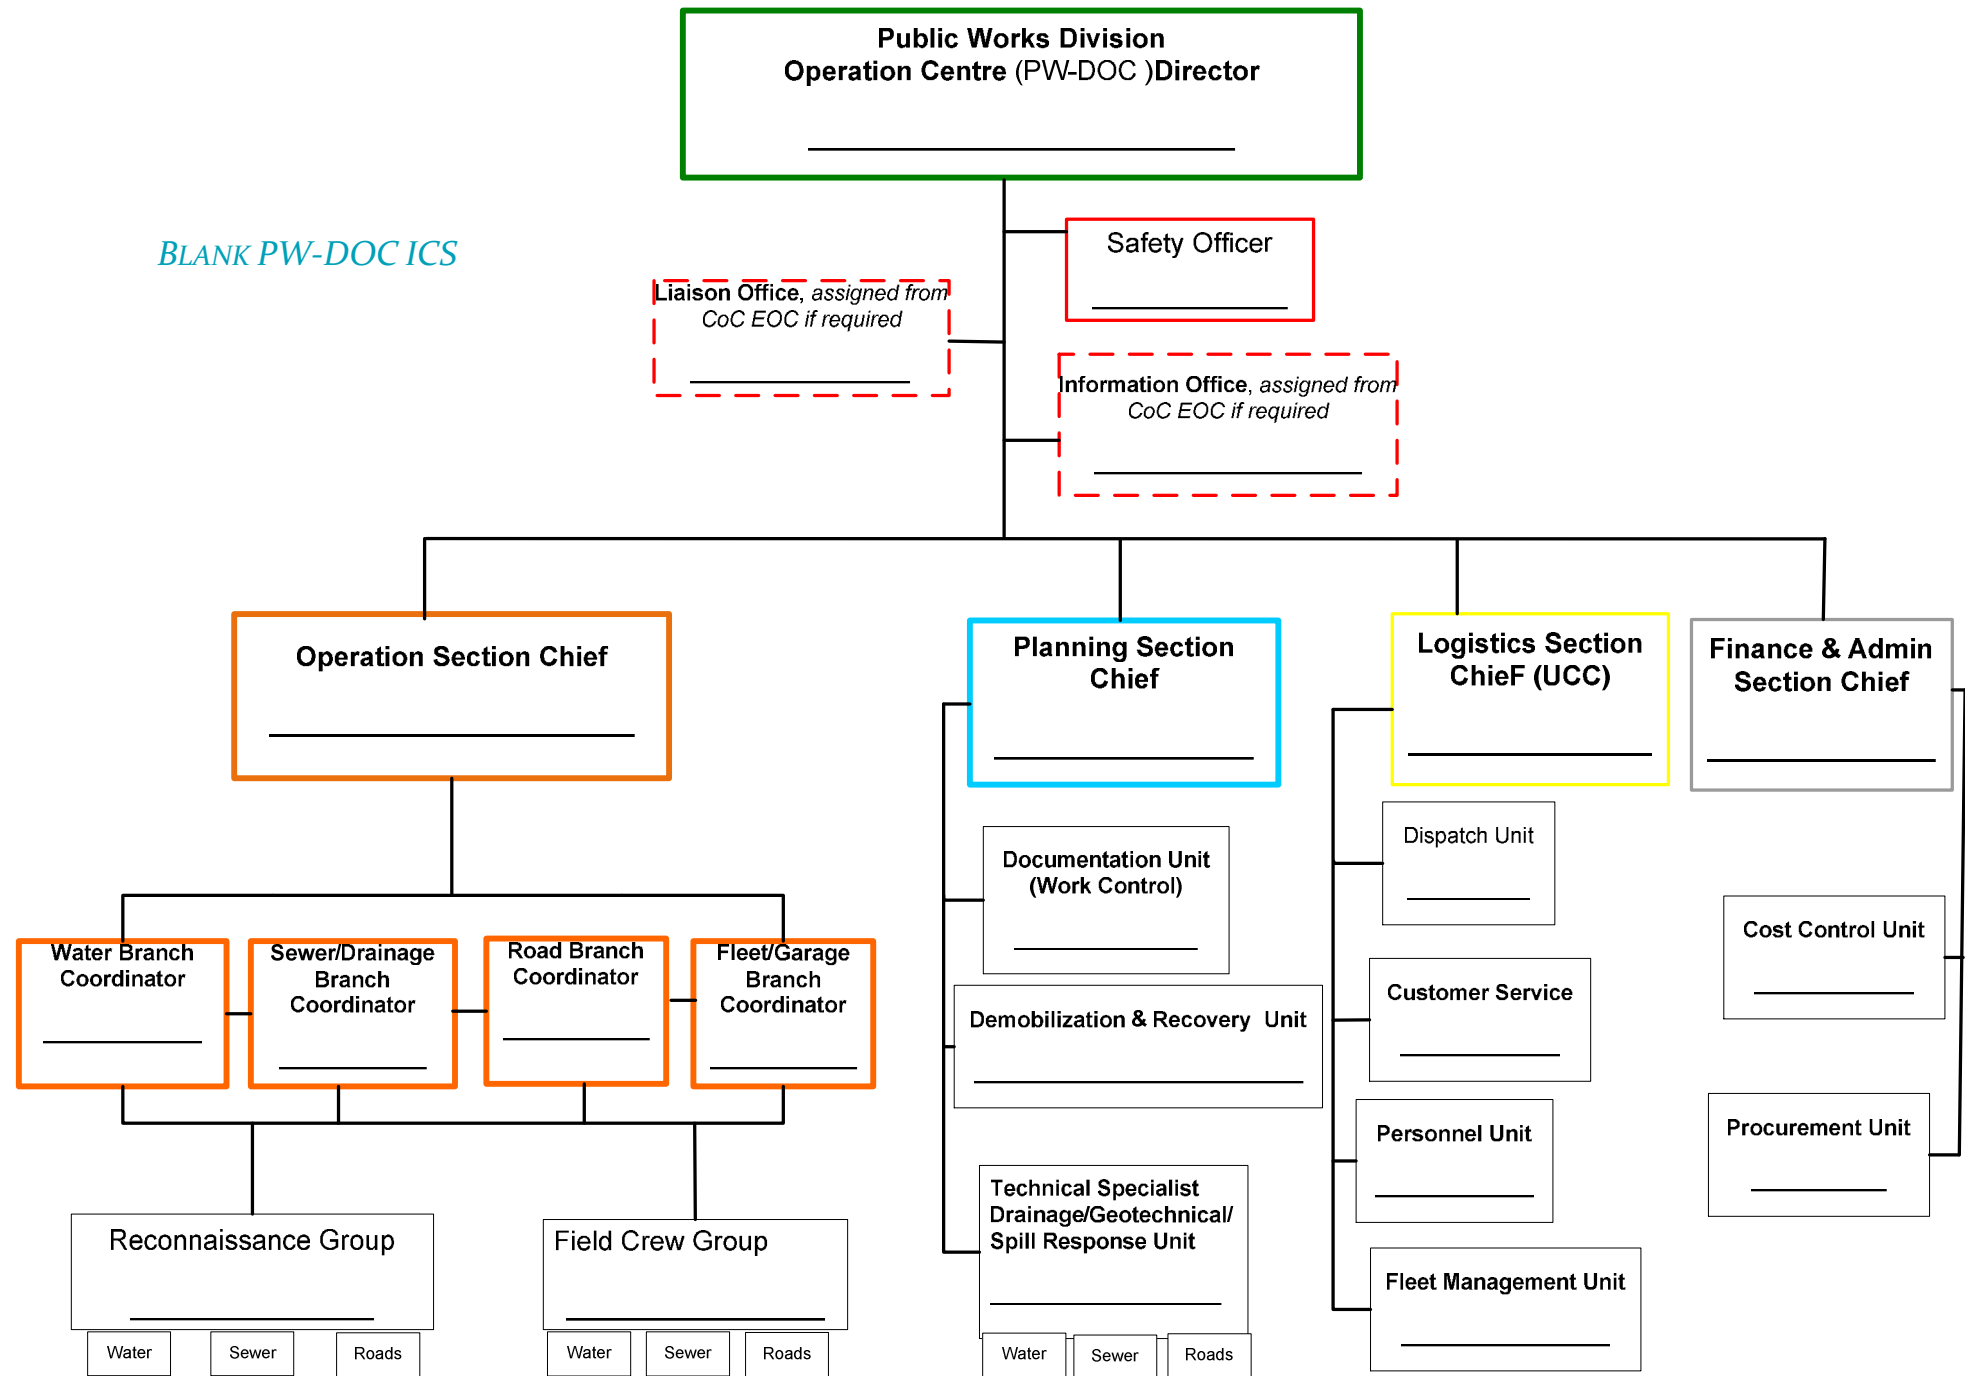 Public Works Division
Operation Centre (PW-DOC )Director
BLANK PW-DOC ICS
Safety Officer
Liaison Office, assigned from
CoC EOC if required
Information Office, assigned from
CoC EOC if required
Operation Section Chief
Planning Section
Chief
Logistics Section
ChieF (UCC)
Finance & Admin
Section Chief
Documentation Unit
(Work Control)
Dispatch Unit
Cost Control Unit
Water Branch
Coordinator
Sewer/Drainage
Branch
Coordinator
Road Branch
Coordinator
Fleet/Garage
Branch
Coordinator
Demobilization & Recovery Unit
Customer Service
Personnel Unit
Procurement Unit
Reconnaissance Group
Field Crew Group
Technical Specialist
Drainage/Geotechnical/
Spill Response Unit
Fleet Management Unit
Water
Sewer
Roads
Water
Sewer
Roads
Water
Sewer
Roads